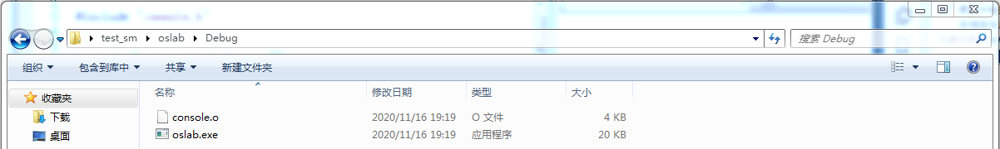 test_sm oslab Debug 搜索 Debug
组织 包含到库中 共享 新建文件夹
收藏夹 名称 修改日期 类型 大小
下载 console.o 2020/11/16 19:19 O 文件 4 KB
桌面 oslab.exe 2020/11/16 19:19 应用程序 20 KB